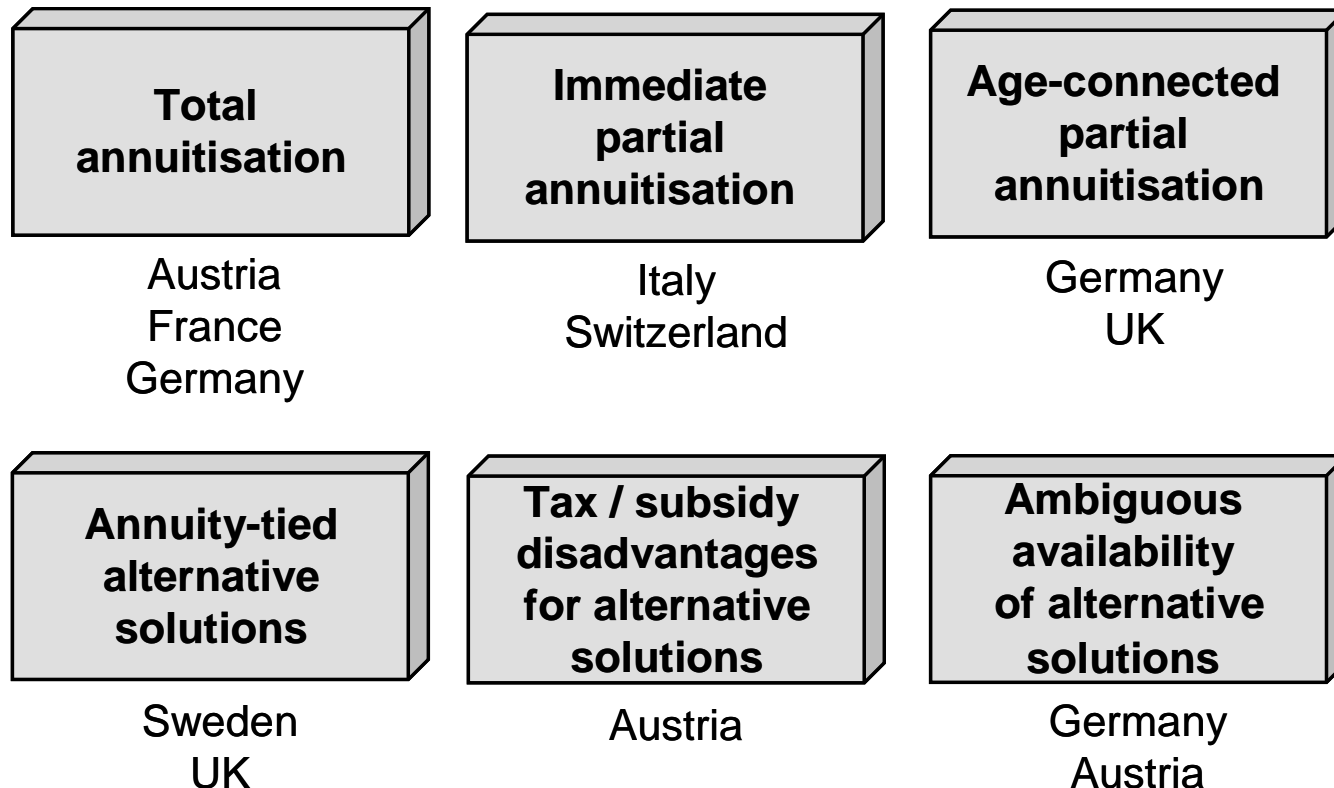 Total
annuitisation
Austria
France
Germany
Immediate
partial
annuitisation
Italy
Switzerland
Age-connected
partial
annuitisation
Germany
UK
Annuity-tied
alternative
solutions
Sweden
UK
Tax / subsidy
disadvantages
for alternative
solutions
Austria
Ambiguous
availability
of alternative
solutions
Germany
Austria